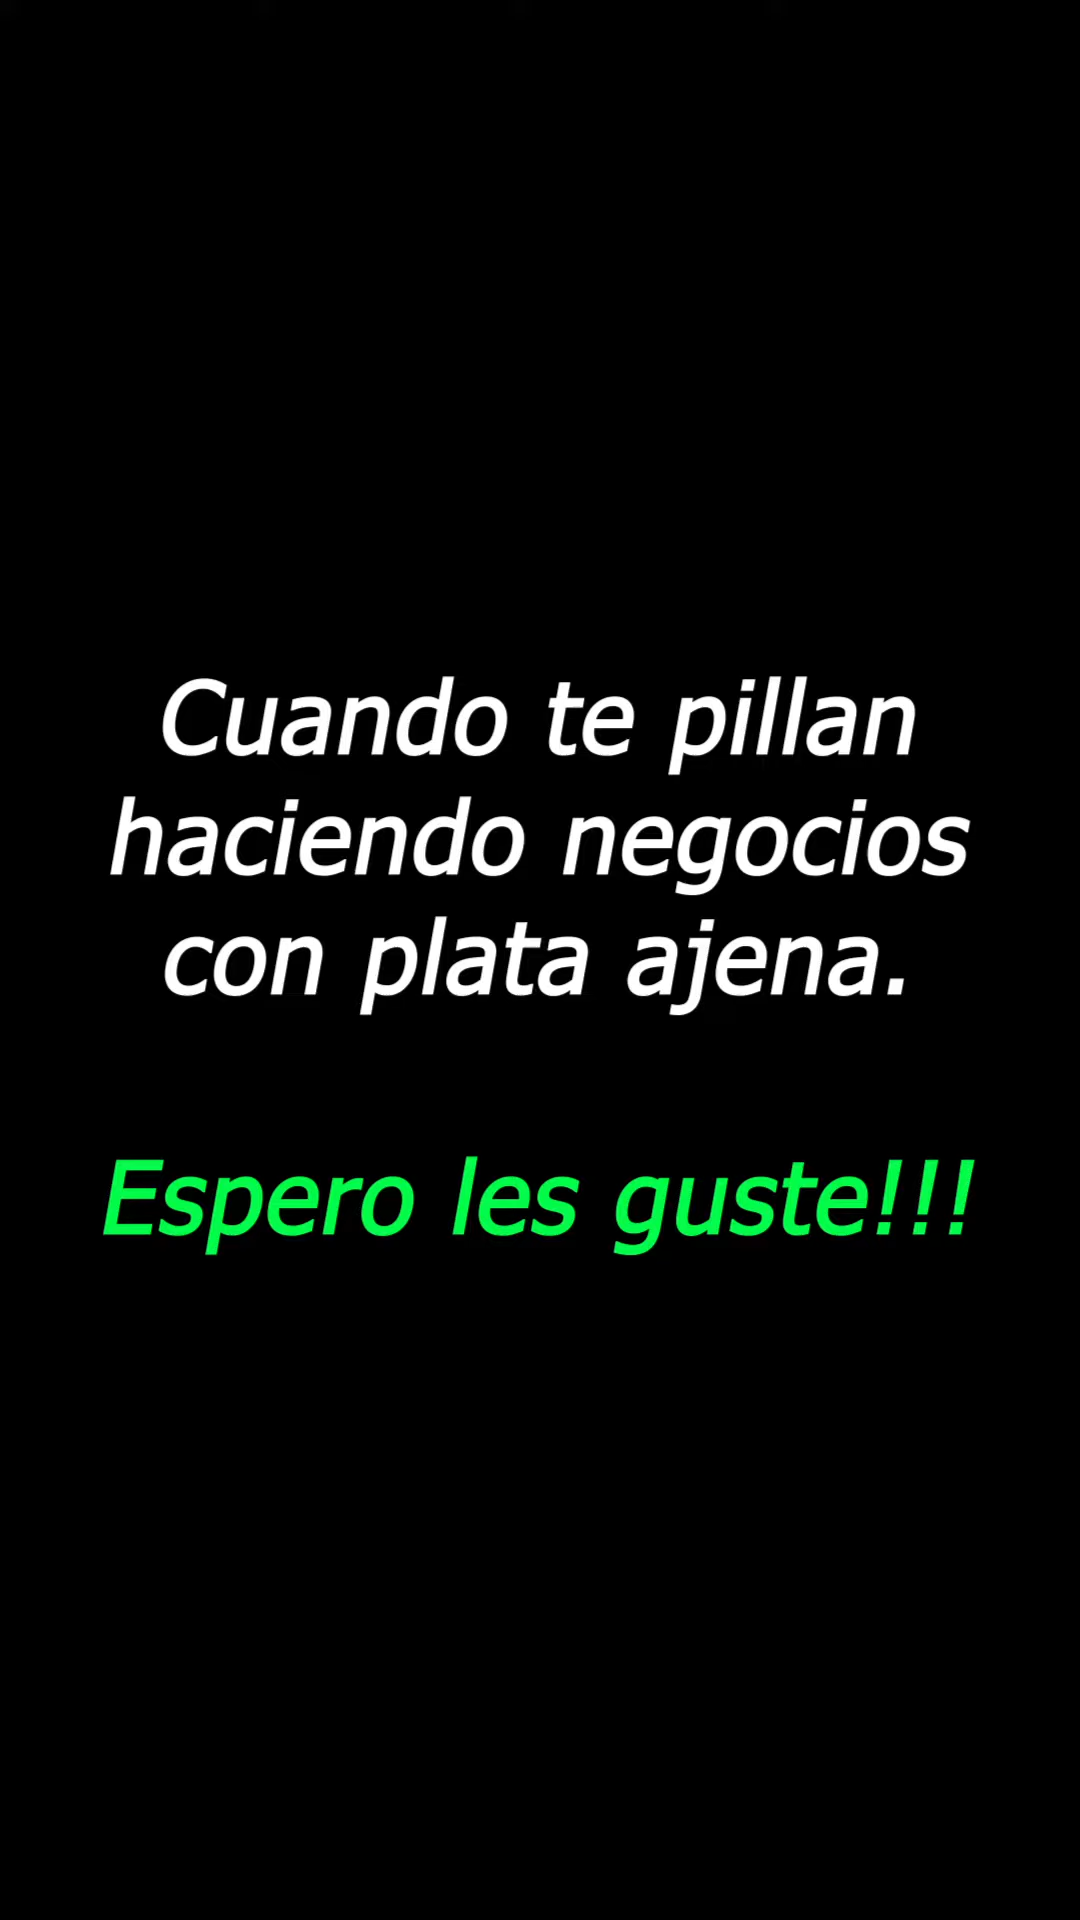 Cuando te pillan
haciendo negocios
con plata ajena.
Espero les guste!!!